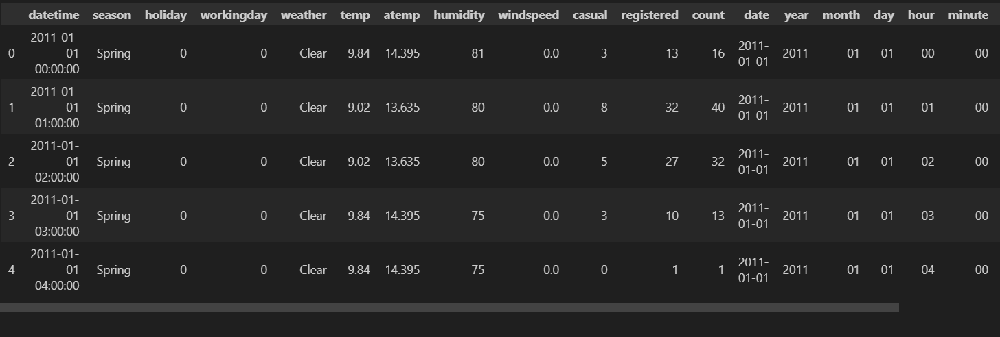 datetime season holiday workingday weather temp atemp humidity windspeed casual registered count date year month day hour minute
0 2011-01-01 00:00:00 Spring 0 0 Clear 9.84 14.395 81 0.0 3 13 16 2011-01-01 2011 01 01 00 00
1 2011-01-01 01:00:00 Spring 0 0 Clear 9.02 13.635 80 0.0 8 32 40 2011-01-01 2011 01 01 01 00
2 2011-01-01 02:00:00 Spring 0 0 Clear 9.02 13.635 80 0.0 5 27 32 2011-01-01 2011 01 01 02 00
3 2011-01-01 03:00:00 Spring 0 0 Clear 9.84 14.395 75 0.0 3 10 13 2011-01-01 2011 01 01 03 00
4 2011-01-01 04:00:00 Spring 0 0 Clear 9.84 14.395 75 0.0 0 1 1 2011-01-01 2011 01 01 04 00